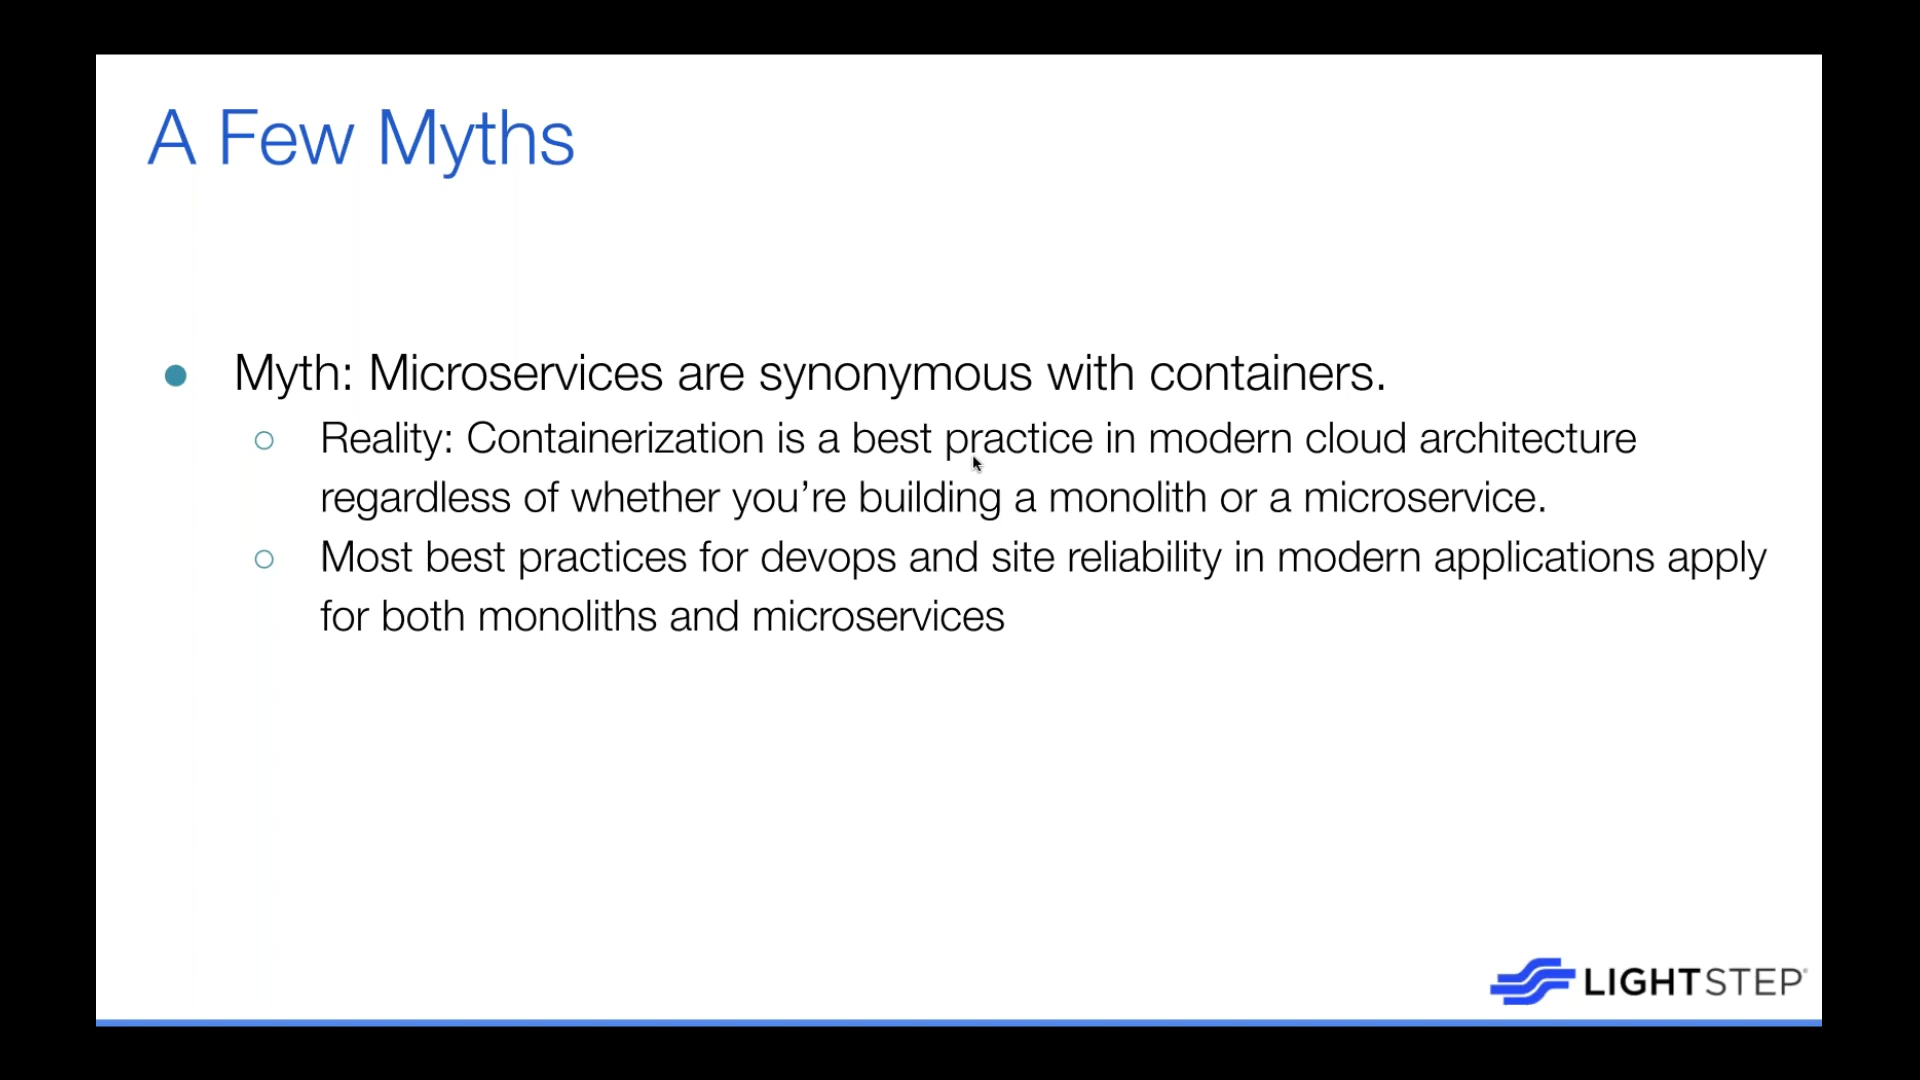 A Few Myths
● Myth: Microservices are synonymous with containers.
○ Reality: Containerization is a best practice in modern cloud architecture
regardless of whether you’re building a monolith or a microservice.
○ Most best practices for devops and site reliability in modern applications apply
for both monoliths and microservices
LIGHTSTEP